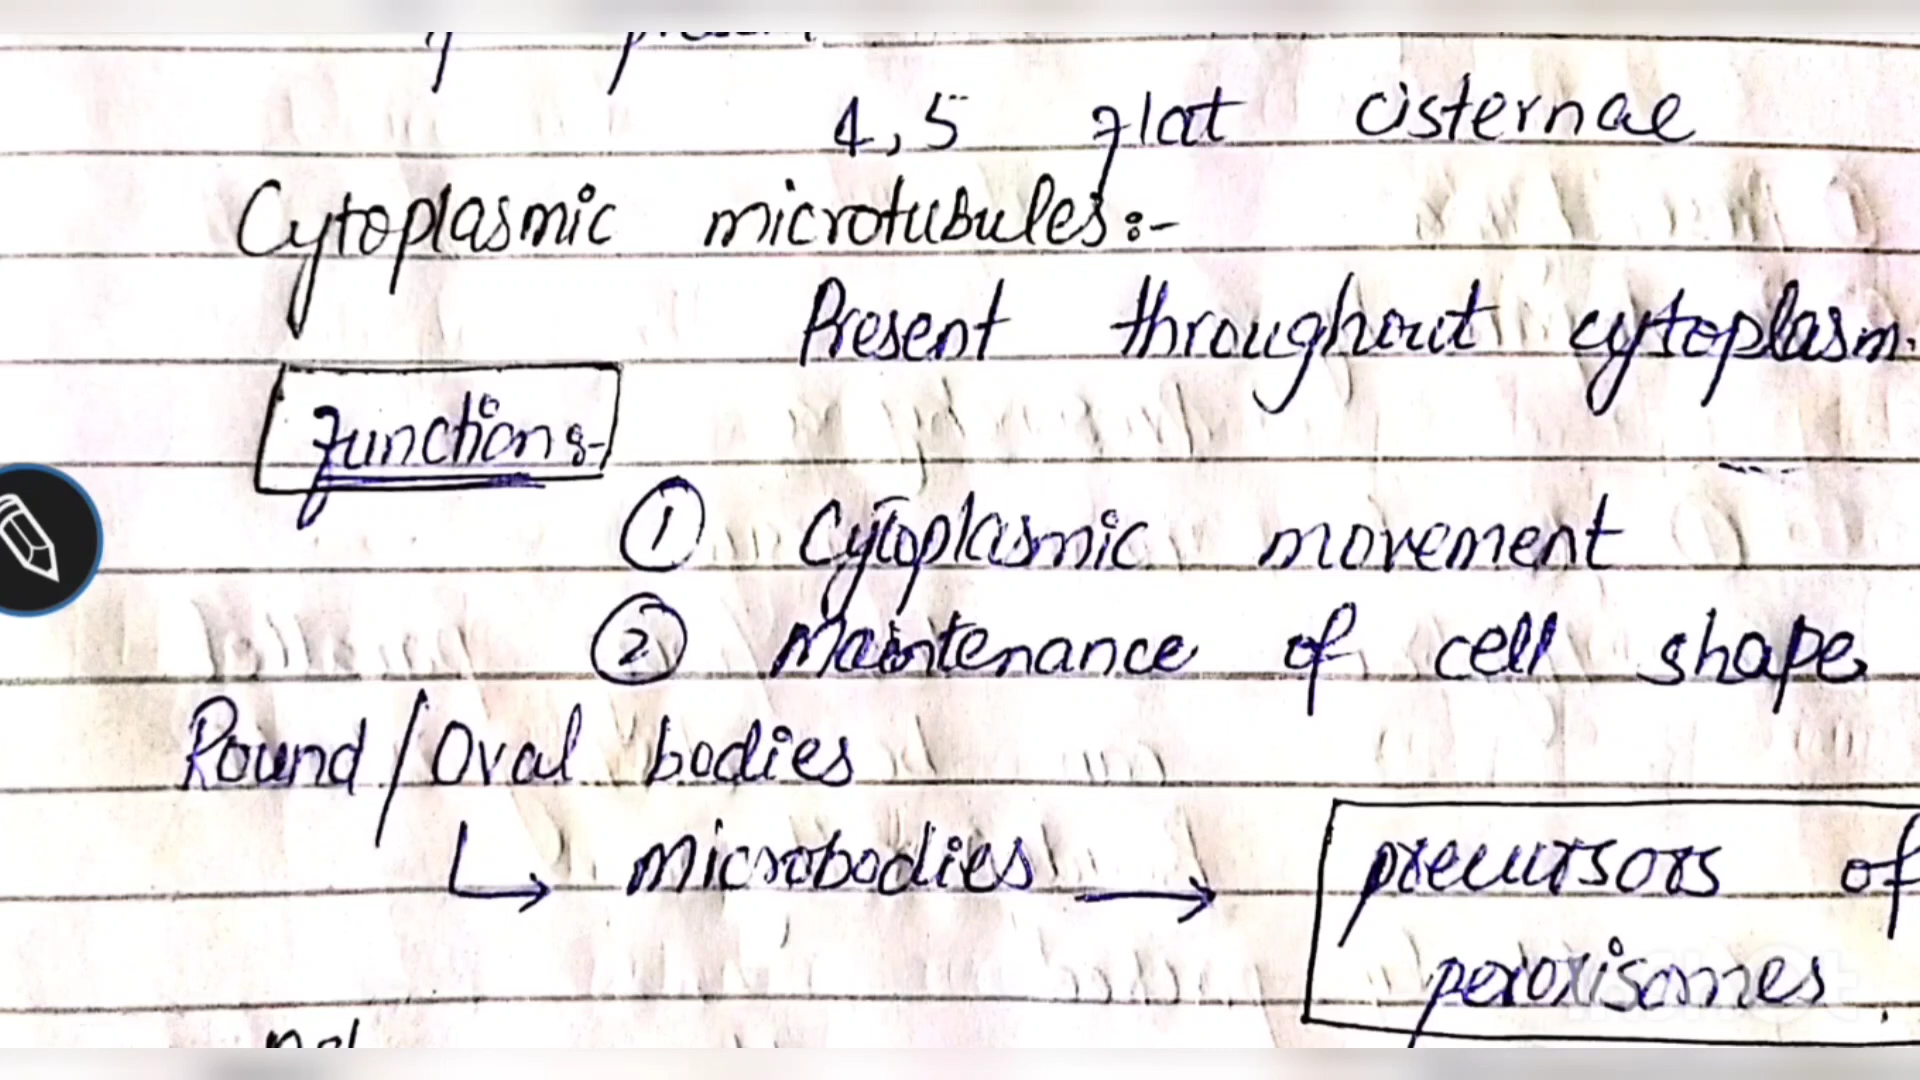 present
4, 5 flat cisternae
Cytoplasmic microtubules:-
Present throughout cytoplasm.
Functions:-
① Cytoplasmic movement
② Maintenance of cell shape
Round / Oval bodies
↳ microbodies → precursors of
peroxisomes.